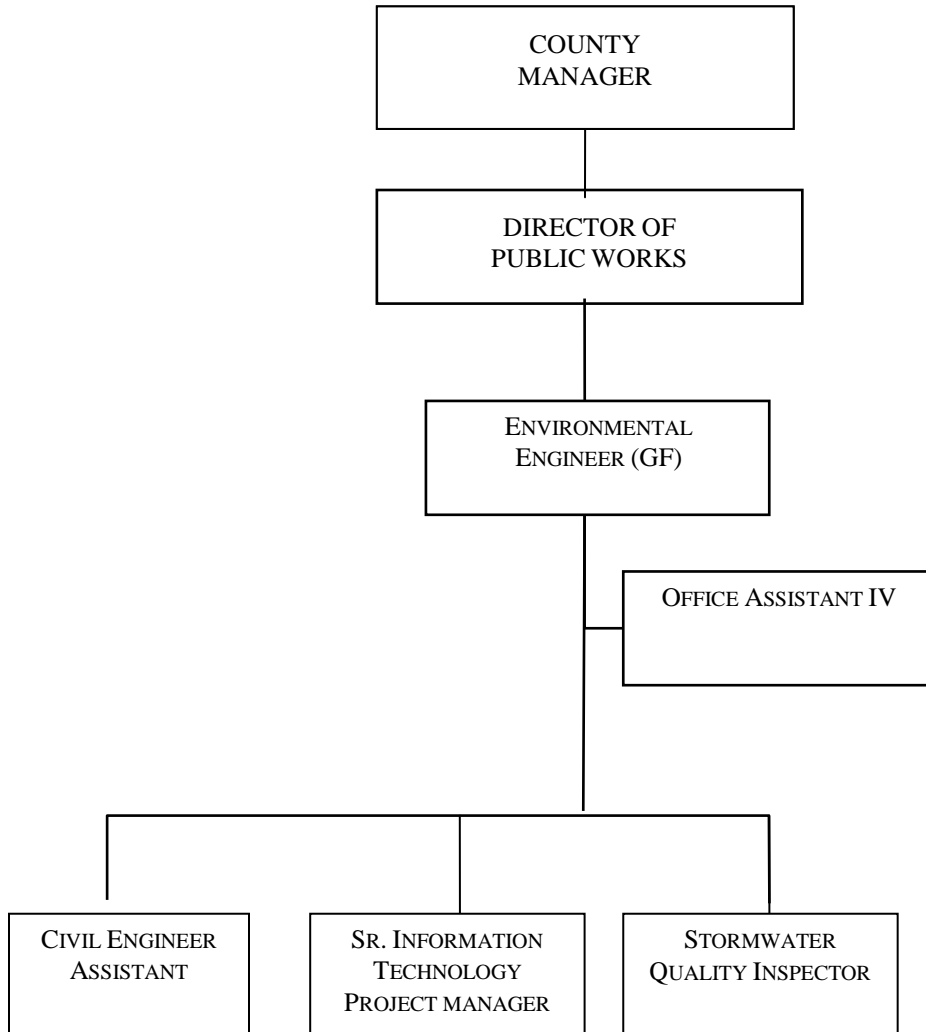 COUNTY
MANAGER
DIRECTOR OF
PUBLIC WORKS
ENVIRONMENTAL
ENGINEER (GF)
OFFICE ASSISTANT IV
CIVIL ENGINEER
ASSISTANT
SR. INFORMATION
TECHNOLOGY
PROJECT MANAGER
STORMWATER
QUALITY INSPECTOR